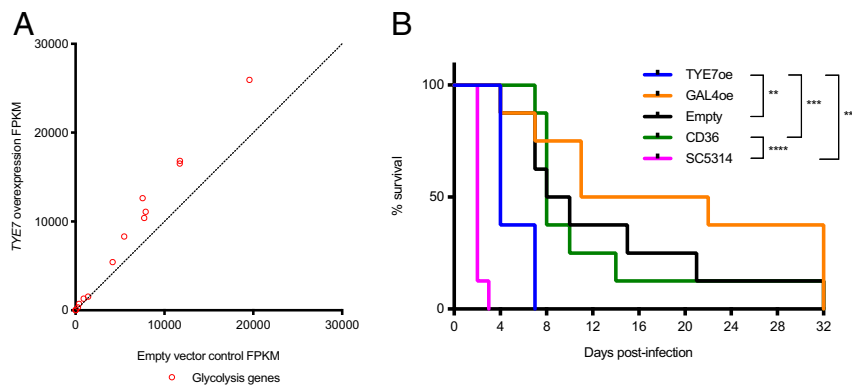 A
30000
20000
10000
0
TYE7 overexpression FPKM
0 10000 20000 30000
Empty vector control FPKM
Glycolysis genes
B
100
50
0
% survival
0 4 8 12 16 20 24 28 32
Days post-infection
TYE7oe
GAL4oe
Empty
CD36
SC5314
**
***
**
****